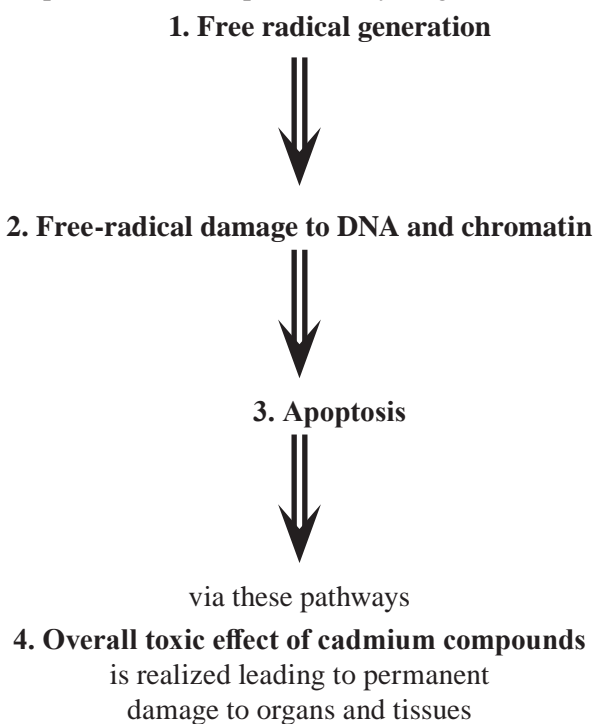 1. Free radical generation
2. Free-radical damage to DNA and chromatin
3. Apoptosis
via these pathways
4. Overall toxic effect of cadmium compounds
is realized leading to permanent
damage to organs and tissues